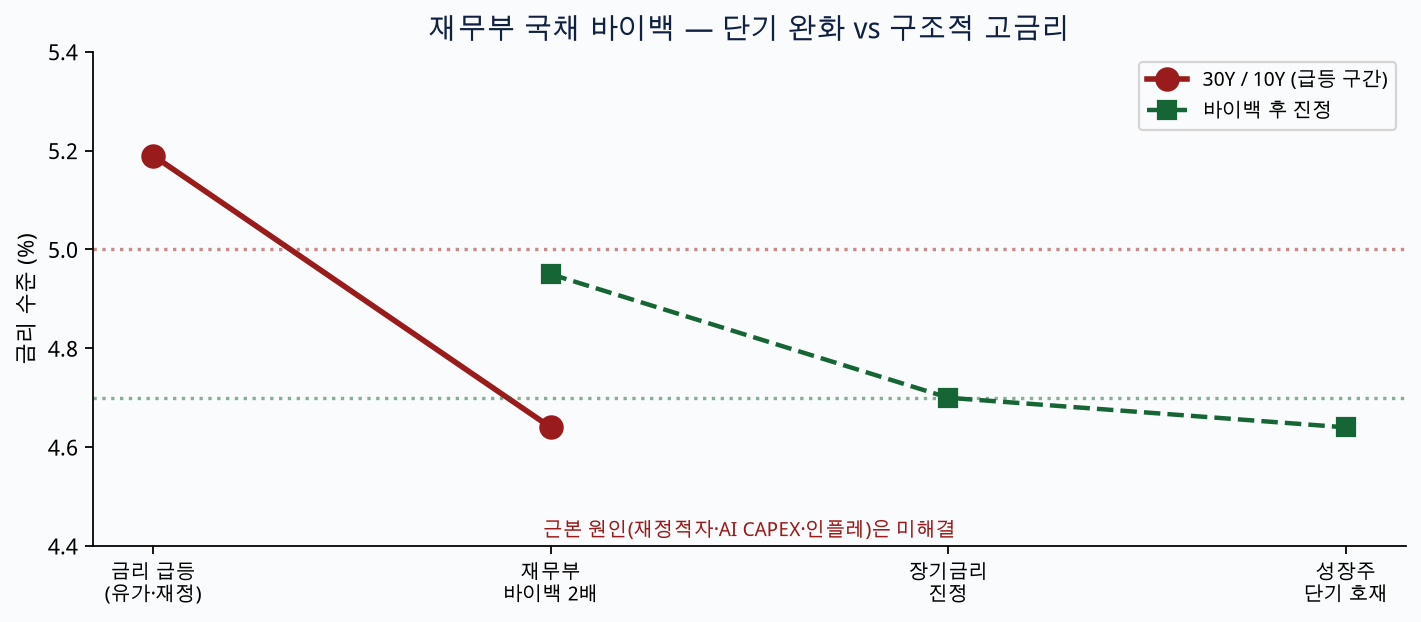 재무부 국채 바이백 — 단기 완화 vs 구조적 고금리
30Y / 10Y (급등 구간)
바이백 후 진정
금리 수준 (%)
5.4
5.2
5.0
4.8
4.6
4.4
근본 원인(재정적자·AI CAPEX·인플레)은 미해결
금리 급등
(유가·재정)
재무부
바이백 2배
장기금리
진정
성장주
단기 호재